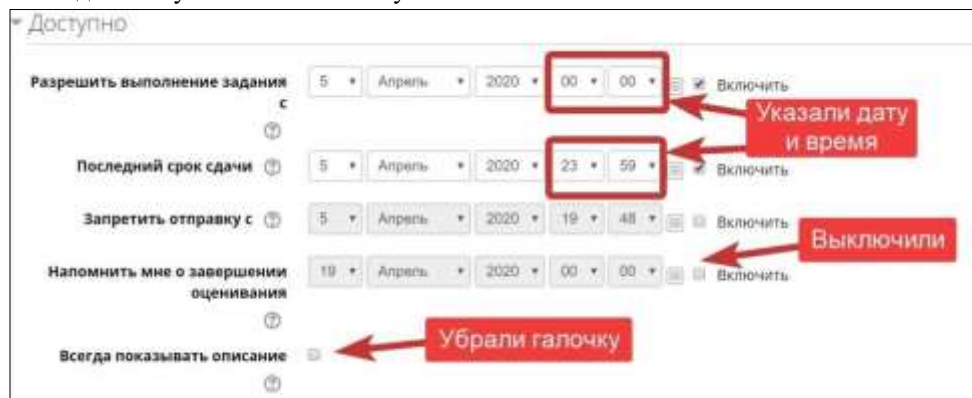 Доступно
Разрешить выполнение задания с 5 Апрель 2020 00 00 Включить
Указали дату и время
Последний срок сдачи 5 Апрель 2020 23 59 Включить
Запретить отправку с 5 Апрель 2020 19 48 Включить
Выключили
Напомнить мне о завершении оценивания 19 Апрель 2020 00 00 Включить
Убрали галочку
Всегда показывать описание